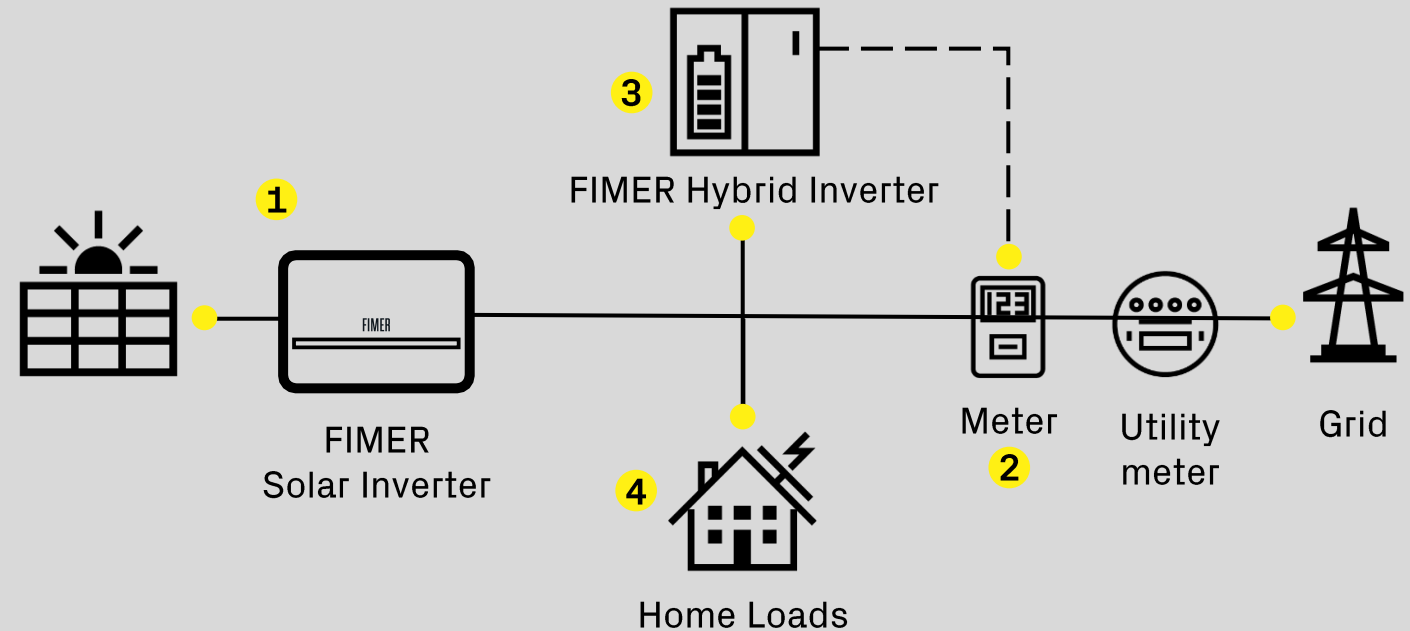 3
FIMER Hybrid Inverter
1
FIMER
FIMER
Solar Inverter
123
Meter
2
Utility
meter
Grid
4
Home Loads